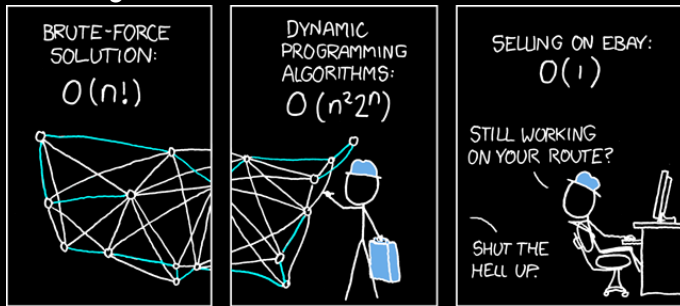 BRUTE-FORCE
SOLUTION:
O(n!)
DYNAMIC
PROGRAMMING
ALGORITHMS:
O(n²2ⁿ)
SELLING ON EBAY:
O(1)
STILL WORKING
ON YOUR ROUTE?
SHUT THE
HELL UP.